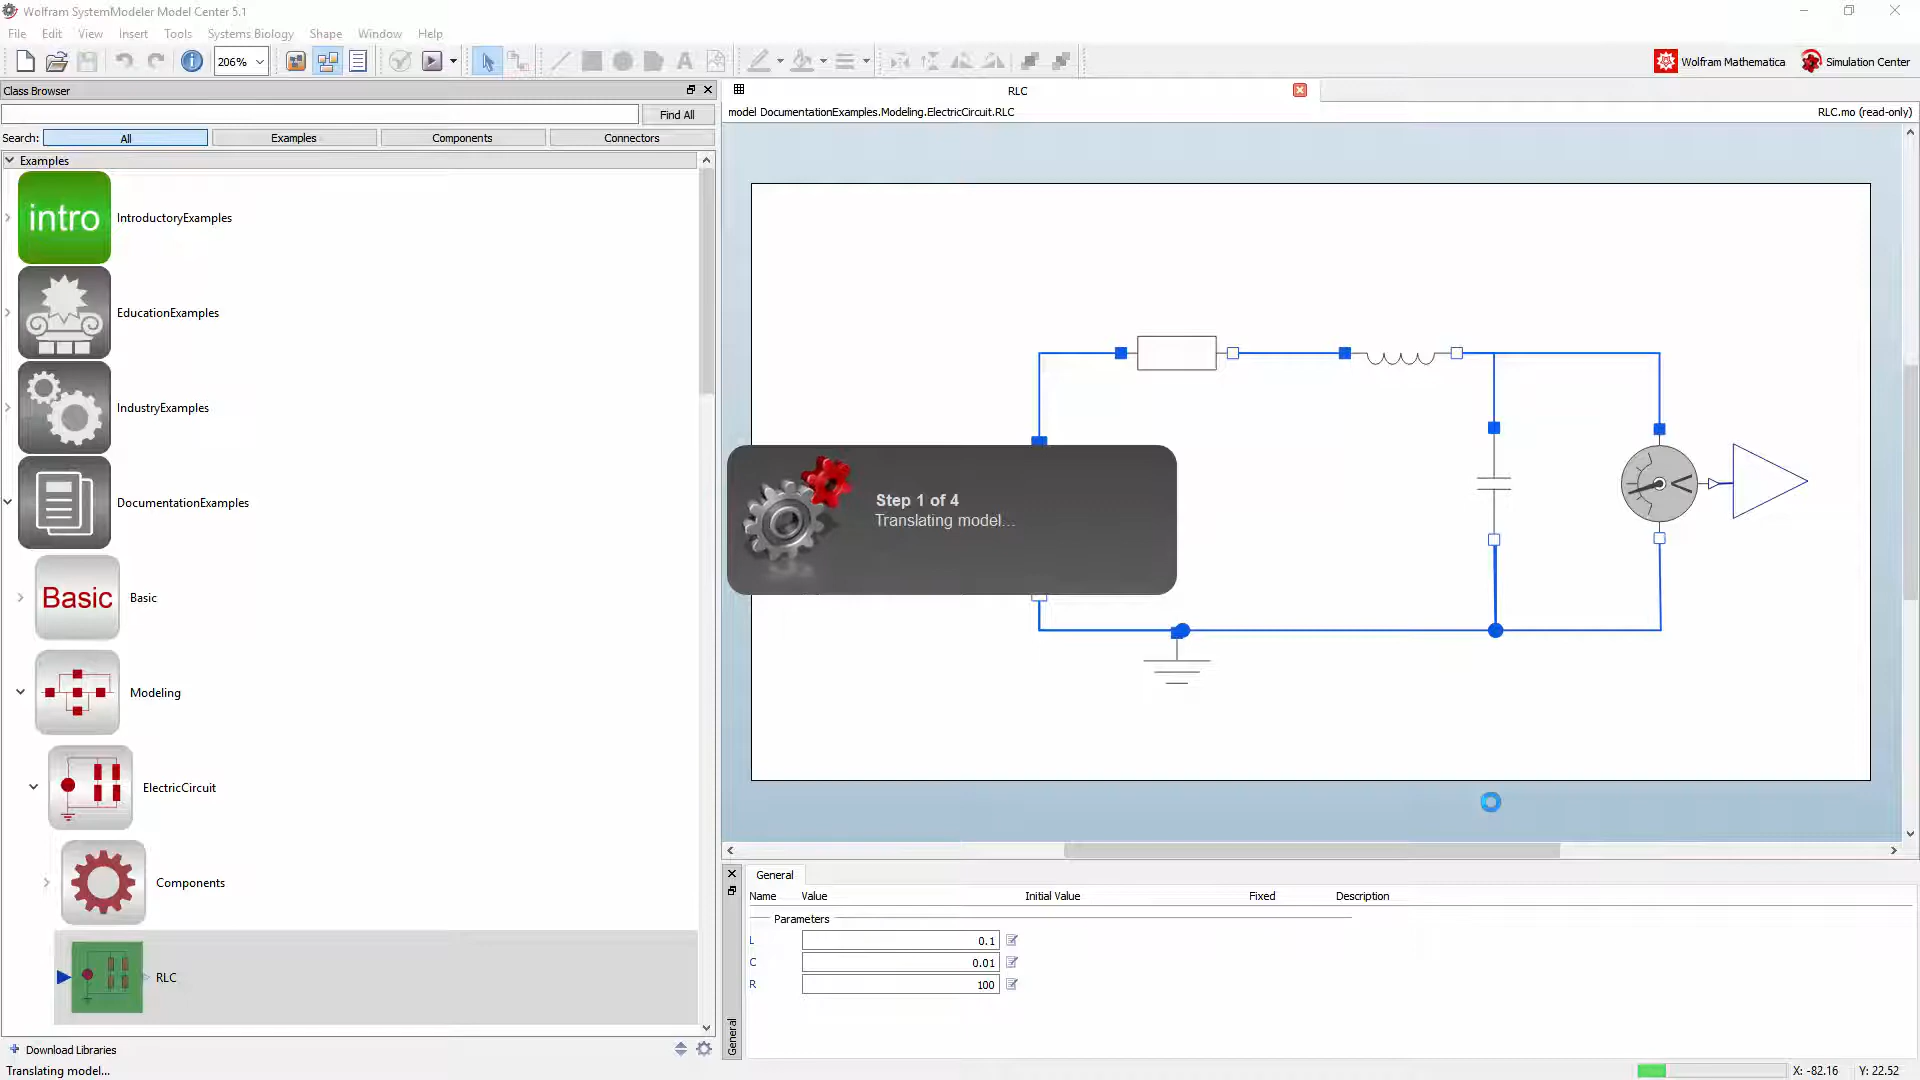 Wolfram SystemModeler Model Center 5.1
File Edit View Insert Tools Systems Biology Shape Window Help
206%
A
Wolfram Mathematica
Simulation Center
Class Browser
RLC
Find All
model DocumentationExamples.Modeling.ElectricCircuit.RLC
RLC.mo (read-only)
Search: All Examples Components Connectors
Examples
intro
IntroductoryExamples
EducationExamples
IndustryExamples
DocumentationExamples
Basic
Basic
Modeling
ElectricCircuit
Components
RLC
Step 1 of 4
Translating model...
V
General
Name Value Initial Value Fixed Description
Parameters
L 0.1
C 0.01
R 100
General
Download Libraries
Translating model...
X: -82.16 Y: 22.52